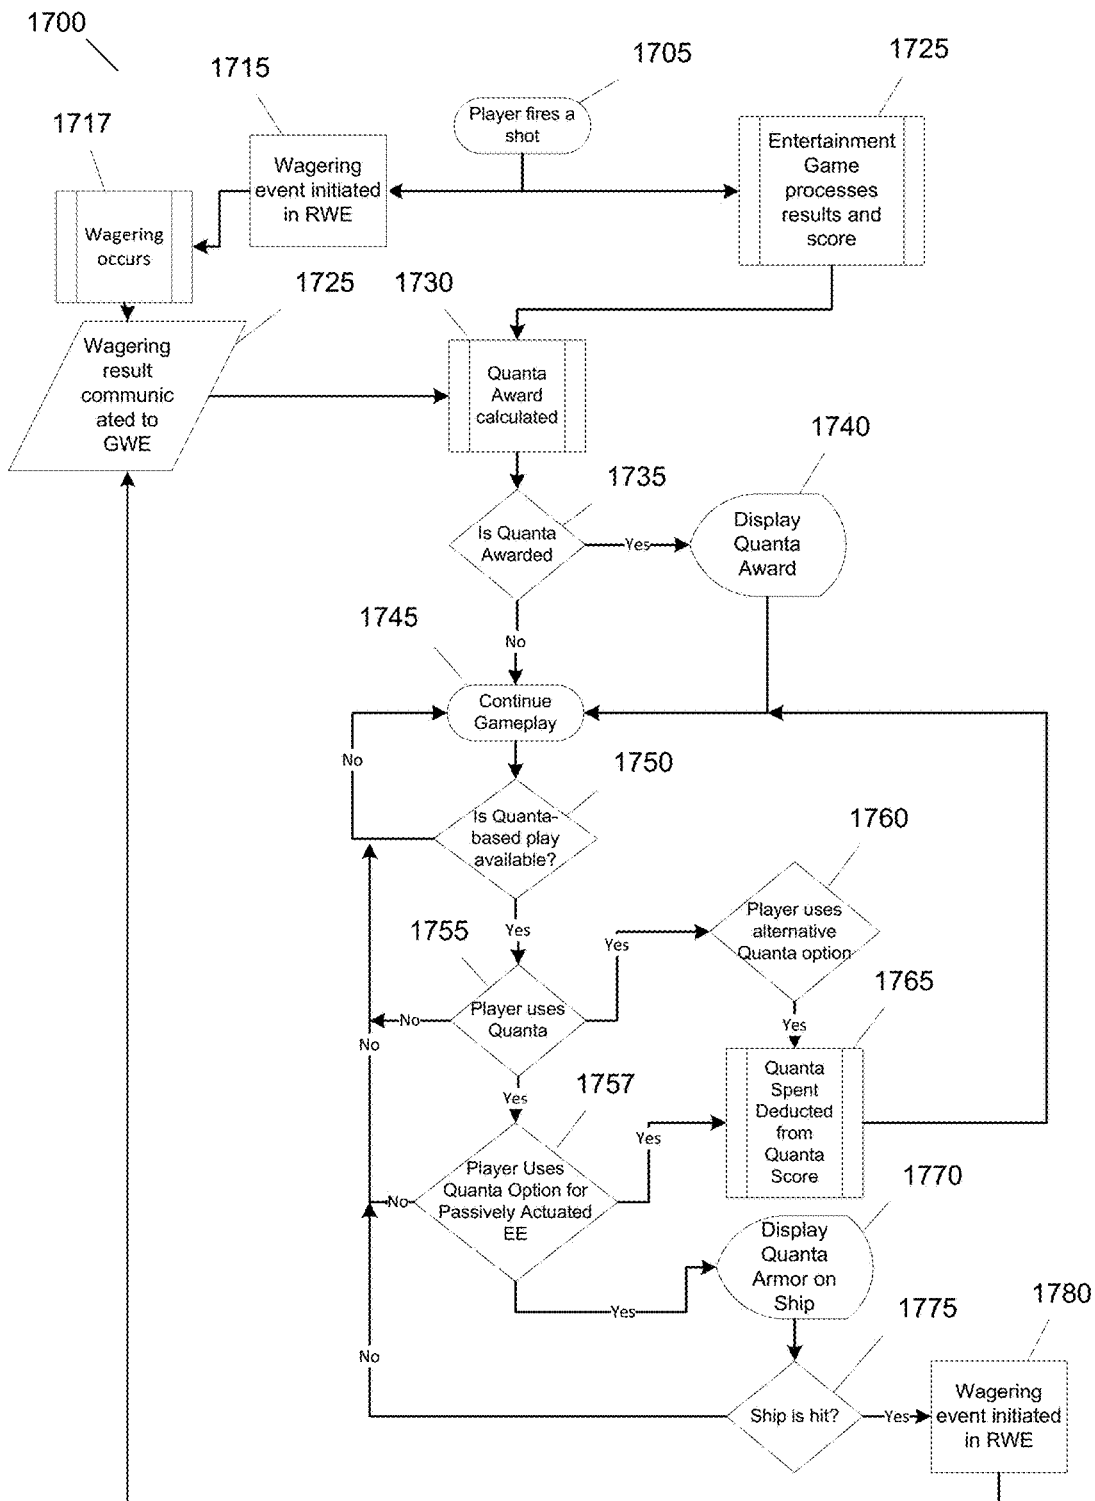 1700
1715
1705
1725
1717
Player fires a
shot
Wagering
event initiated
in RWE
Entertainment
Game
processes
results and
score
Wagering
occurs
1725
1730
Wagering
result
communic
ated to
GWE
Quanta
Award
calculated
1740
1735
Is Quanta
Awarded
Yes
Display
Quanta
Award
1745
No
Continue
Gameplay
No
1750
Is Quanta-
based play
available?
1760
Yes
1755
Yes
Player uses
alternative
Quanta option
1765
Player uses
Quanta
No
No
Yes
Quanta
Spent
Deducted
from
Quanta
Score
Yes
1757
Yes
Player Uses
Quanta Option for
Passively Actuated
EE
No
1770
Display
Quanta
Armor on
Ship
Yes
1775
1780
No
Ship is hit?
Yes
Wagering
event initiated
in RWE